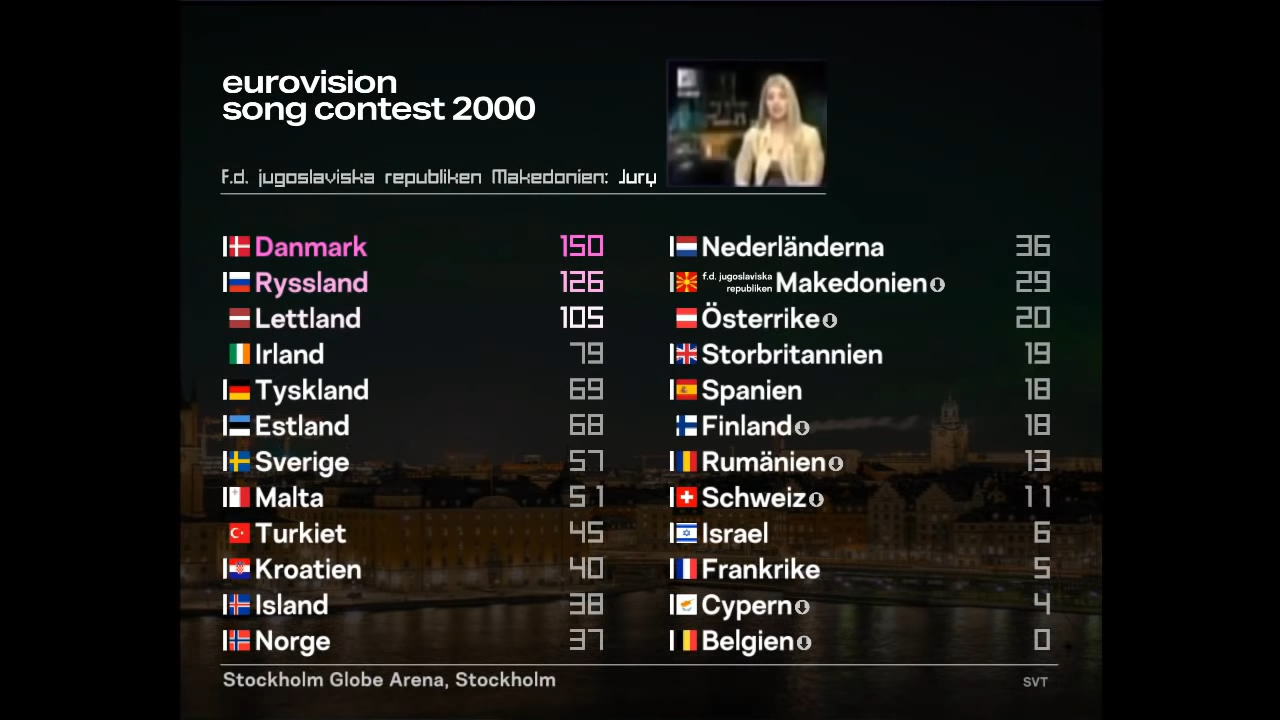 eurovision
song contest 2000
F.d. jugoslaviska republiken Makedonien: Jury
Danmark 150
Ryssland 126
Lettland 105
Irland 79
Tyskland 69
Estland 68
Sverige 57
Malta 51
Turkiet 45
Kroatien 40
Island 38
Norge 37
Nederländerna 36
f.d. jugoslaviska republiken Makedonien 29
Österrike 20
Storbritannien 19
Spanien 18
Finland 18
Rumänien 13
Schweiz 11
Israel 6
Frankrike 5
Cypern 4
Belgien 0
Stockholm Globe Arena, Stockholm
SVT